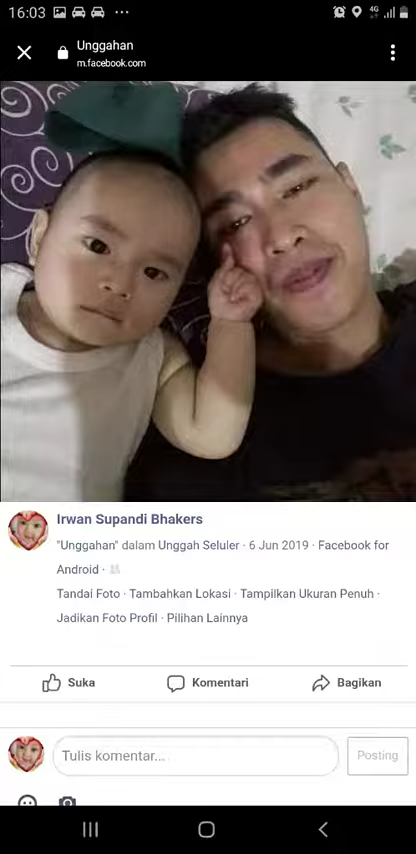 16:03
4G
Unggahan
m.facebook.com
Irwan Supandi Bhakers
"Unggahan" dalam Unggah Seluler · 6 Jun 2019 · Facebook for
Android ·
Tandai Foto · Tambahkan Lokasi · Tampilkan Ukuran Penuh ·
Jadikan Foto Profil · Pilihan Lainnya
Suka
Komentari
Bagikan
Tulis komentar...
Posting